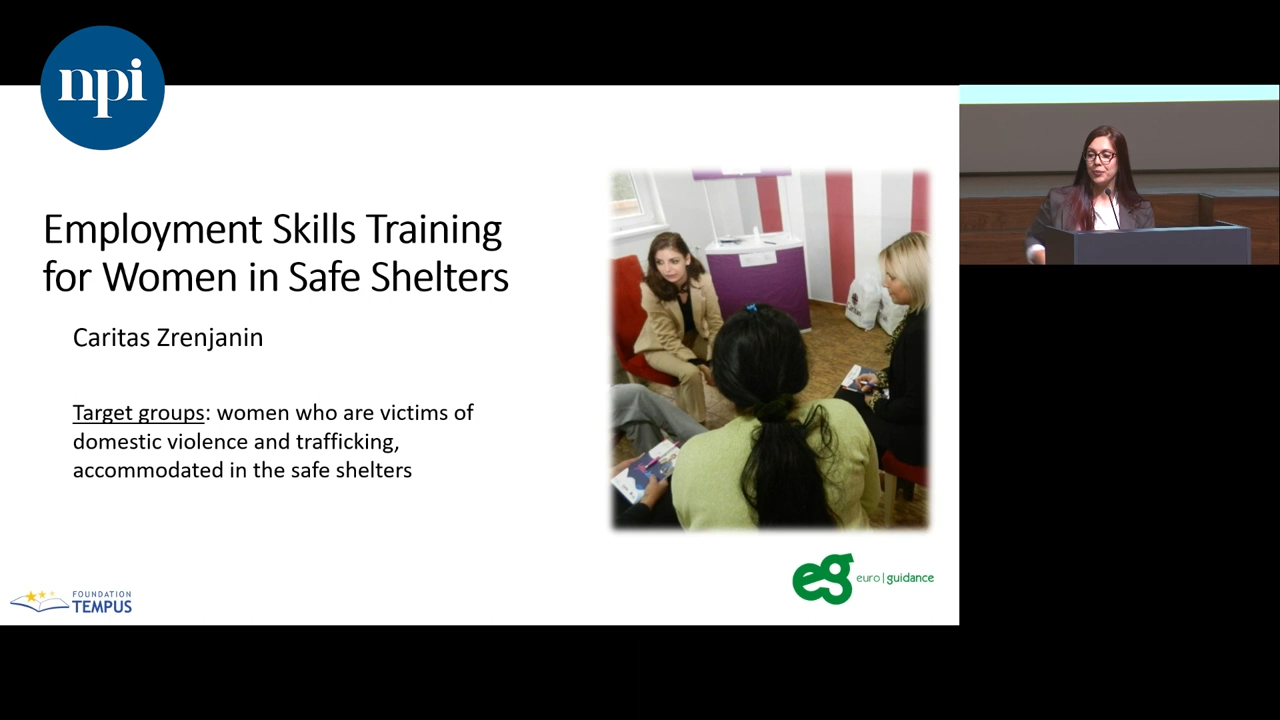 npi
Employment Skills Training
for Women in Safe Shelters
Caritas Zrenjanin
Target groups: women who are victims of
domestic violence and trafficking,
accommodated in the safe shelters
FOUNDATION
TEMPUS
eg euro|guidance